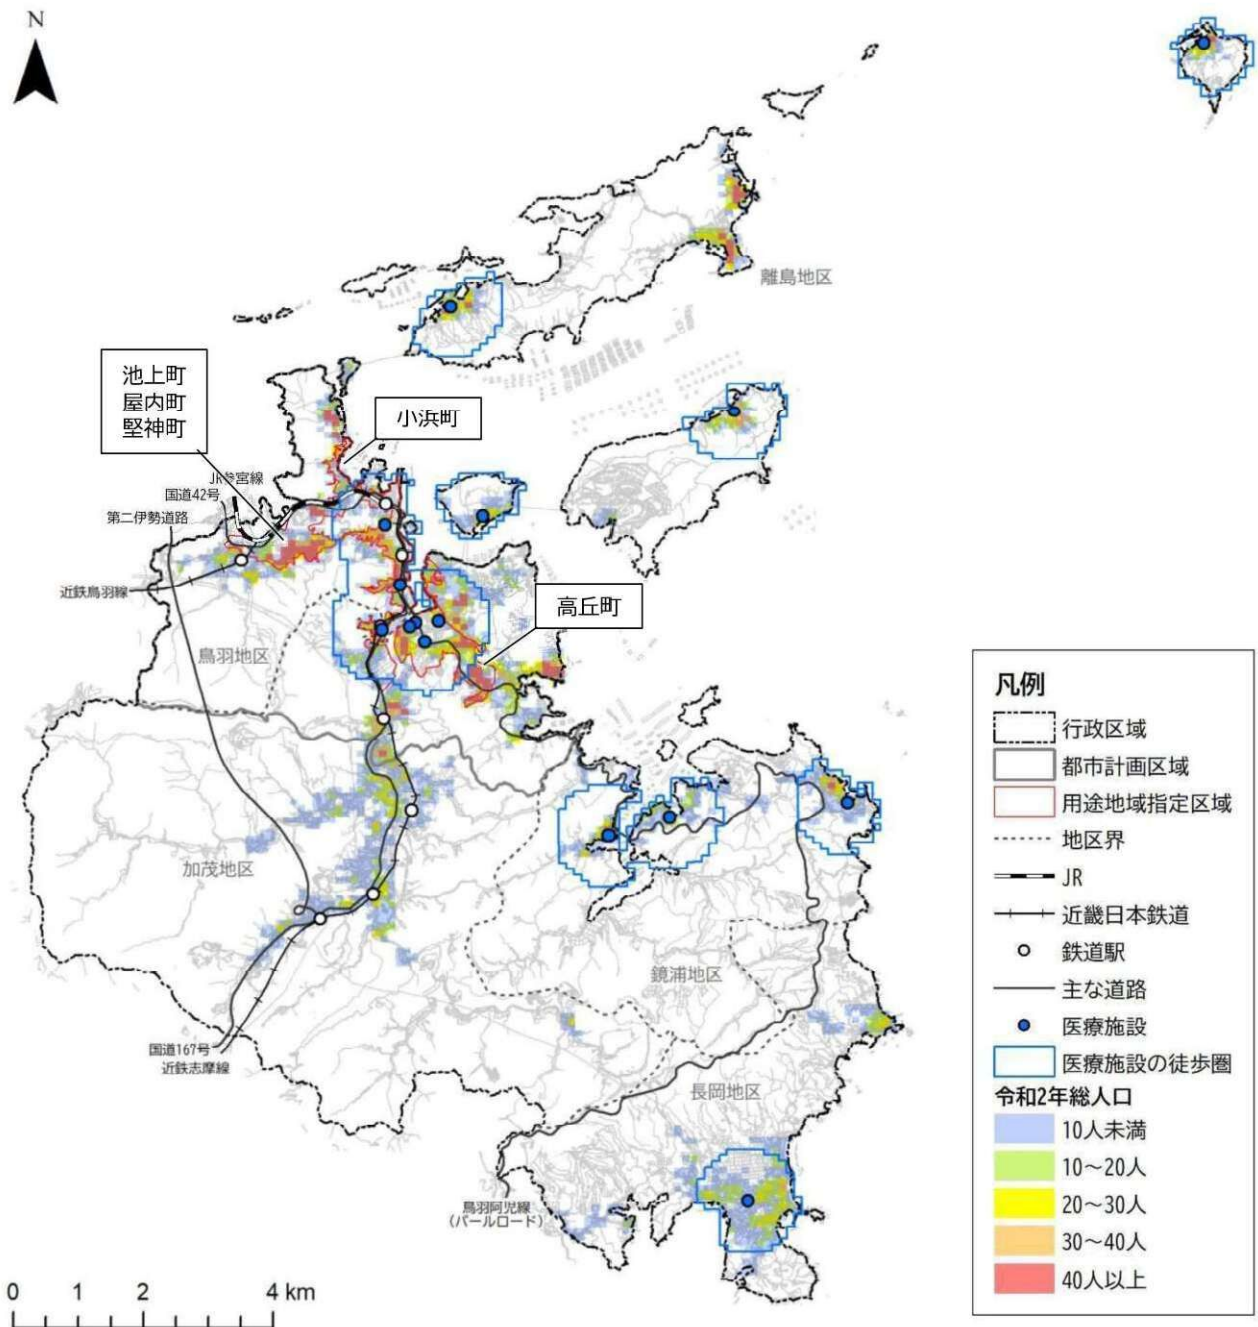 N
離島地区
池上町
屋内町
堅神町
小浜町
JR参宮線
国道42号
第二伊勢道路
近鉄鳥羽線
高丘町
鳥羽地区
加茂地区
鏡浦地区
国道167号
近鉄志摩線
長岡地区
鳥羽阿児線
(パールロード)
0 1 2 4 km
凡例
行政区域
都市計画区域
用途地域指定区域
地区界
JR
近畿日本鉄道
鉄道駅
主な道路
医療施設
医療施設の徒歩圏
令和2年総人口
10人未満
10～20人
20～30人
30～40人
40人以上